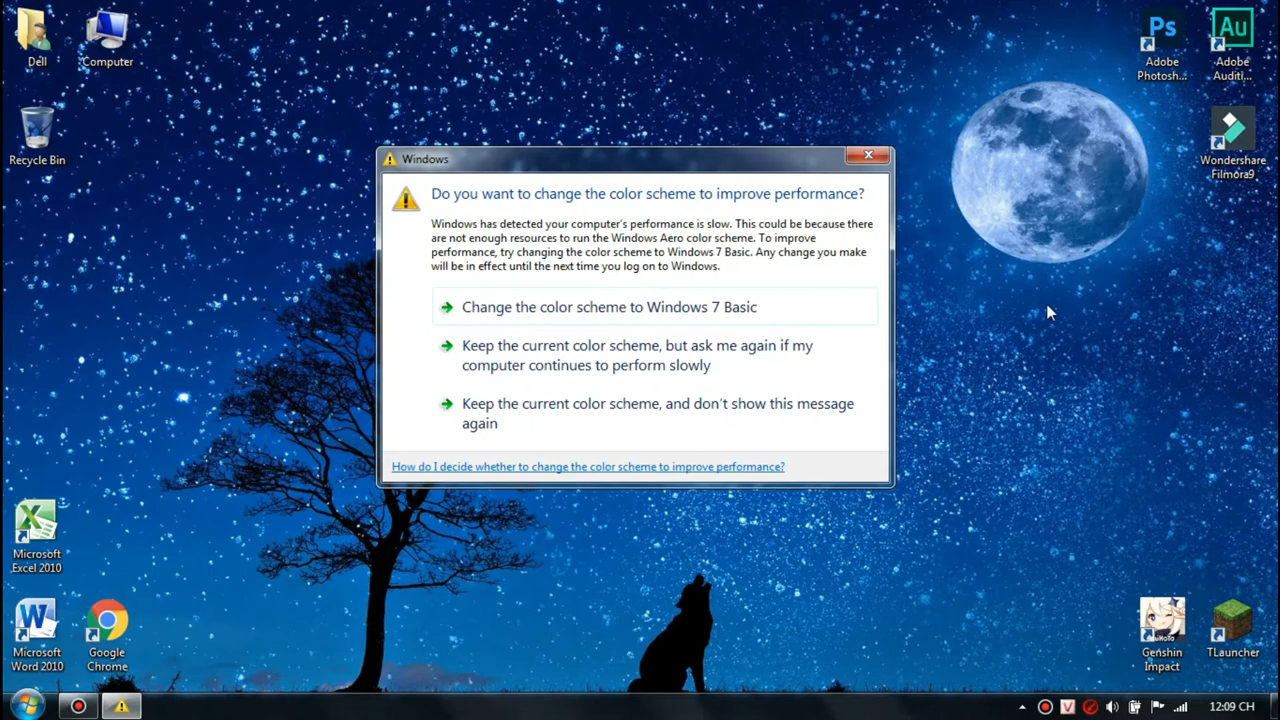 Dell
Computer
Recycle Bin
Ps
Adobe
Photosh...
Au
Adobe
Auditi...
Wondershare
Filmora9
Windows
Do you want to change the color scheme to improve performance?
Windows has detected your computer's performance is slow. This could be because there
are not enough resources to run the Windows Aero color scheme. To improve
performance, try changing the color scheme to Windows 7 Basic. Any change you make
will be in effect until the next time you log on to Windows.
Change the color scheme to Windows 7 Basic
Keep the current color scheme, but ask me again if my
computer continues to perform slowly
Keep the current color scheme, and don't show this message
again
How do I decide whether to change the color scheme to improve performance?
Microsoft
Excel 2010
Microsoft
Word 2010
Google
Chrome
Genshin
Impact
TLauncher
V
12:09 CH